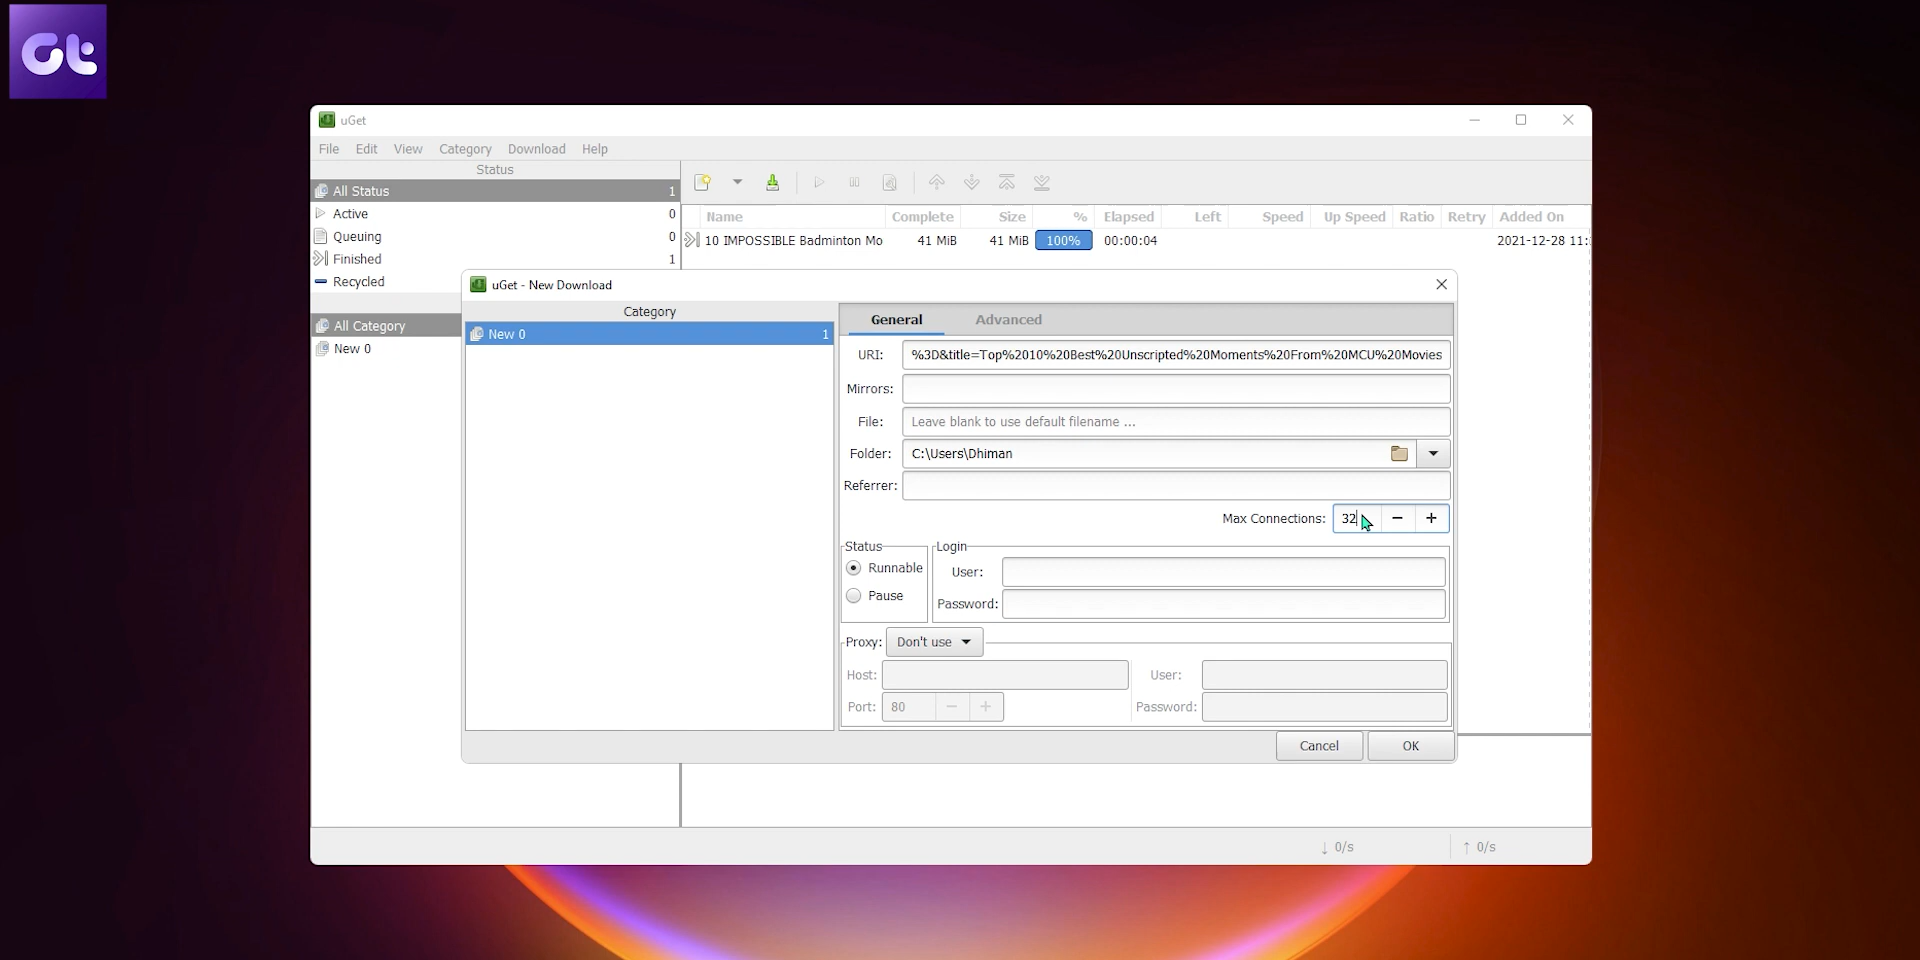 Gt
uGet
File Edit View Category Download Help
Status
All Status 1
Active 0
Queuing 0
Finished 1
Recycled
All Category
New 0
Name Complete Size % Elapsed Left Speed Up Speed Ratio Retry Added On
10 IMPOSSIBLE Badminton Mo 41 MiB 41 MiB 100% 00:00:04 2021-12-28 11:
uGet - New Download
Category
New 0 1
General Advanced
URI: %3D&title=Top%2010%20Best%20Unscripted%20Moments%20From%20MCU%20Movies
Mirrors:
File: Leave blank to use default filename ...
Folder: C:\Users\Dhiman
Referrer:
Max Connections: 32 − +
Status
Runnable
Pause
Login
User:
Password:
Proxy: Don't use
Host:
User:
Port: 80 − +
Password:
Cancel OK
↓ 0/s ↑ 0/s